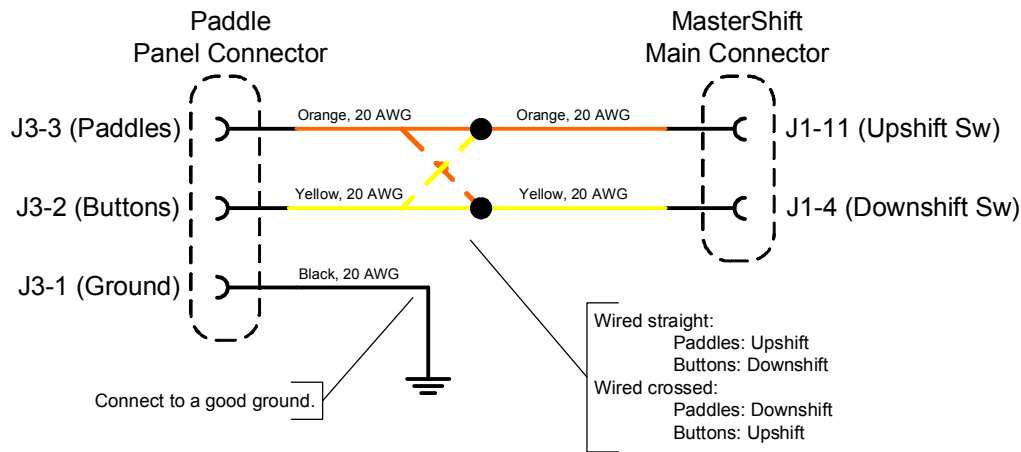 Paddle
Panel Connector
MasterShift
Main Connector
J3-3 (Paddles)
Orange, 20 AWG
Orange, 20 AWG
J1-11 (Upshift Sw)
J3-2 (Buttons)
Yellow, 20 AWG
Yellow, 20 AWG
J1-4 (Downshift Sw)
J3-1 (Ground)
Black, 20 AWG
Connect to a good ground.
Wired straight:
Paddles: Upshift
Buttons: Downshift
Wired crossed:
Paddles: Downshift
Buttons: Upshift